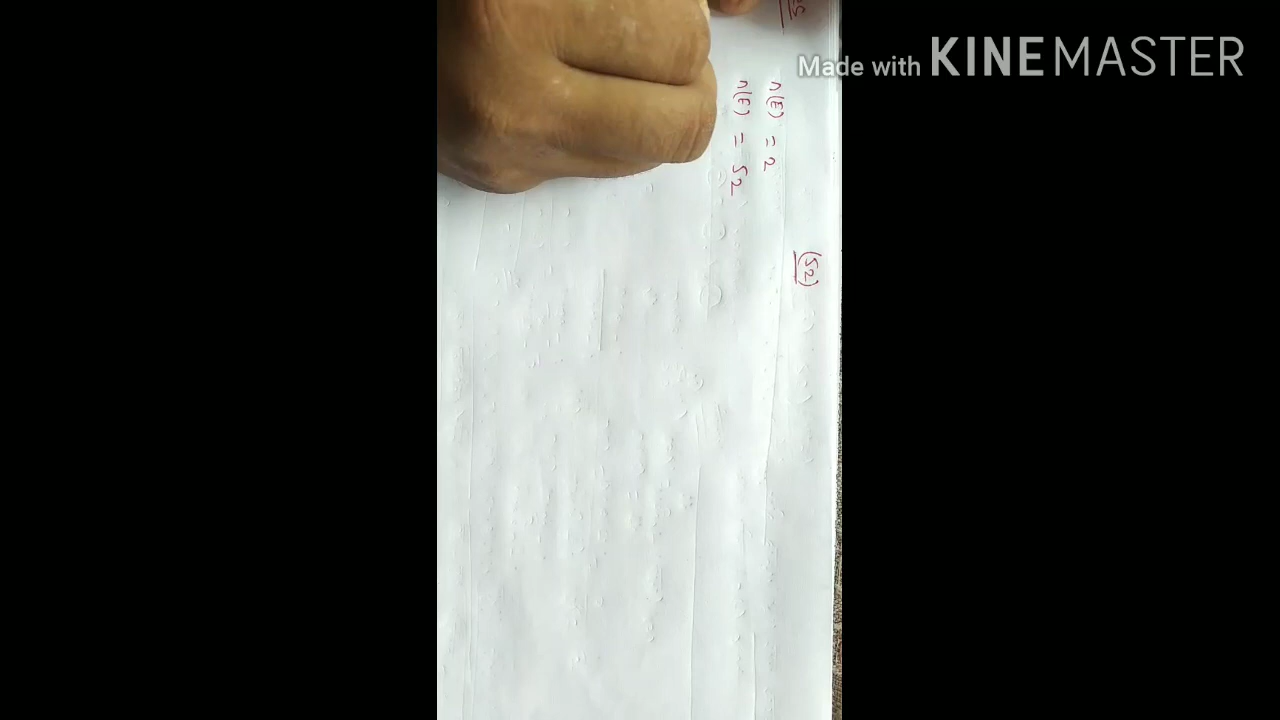 Made with KINEMASTER
(52)
n(E) = 2
n(E) = 52